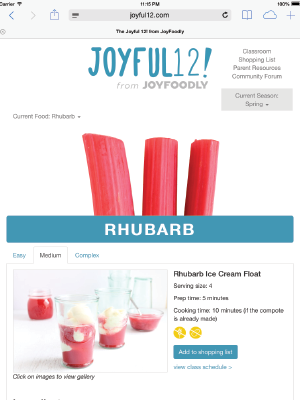 Carrier
11:15 PM
100%
joyful12.com
The Joyful 12! from JoyFoodly
JOYFUL12!
from JOYFOODLY
Classroom
Shopping List
Parent Resources
Community Forum
Current Season:
Spring
Current Food: Rhubarb
RHUBARB
Easy
Medium
Complex
Rhubarb Ice Cream Float
Serving size: 4
Prep time: 5 minutes
Cooking time: 10 minutes (if the compote
is already made)
Add to shopping list
view class schedule >
Click on images to view gallery